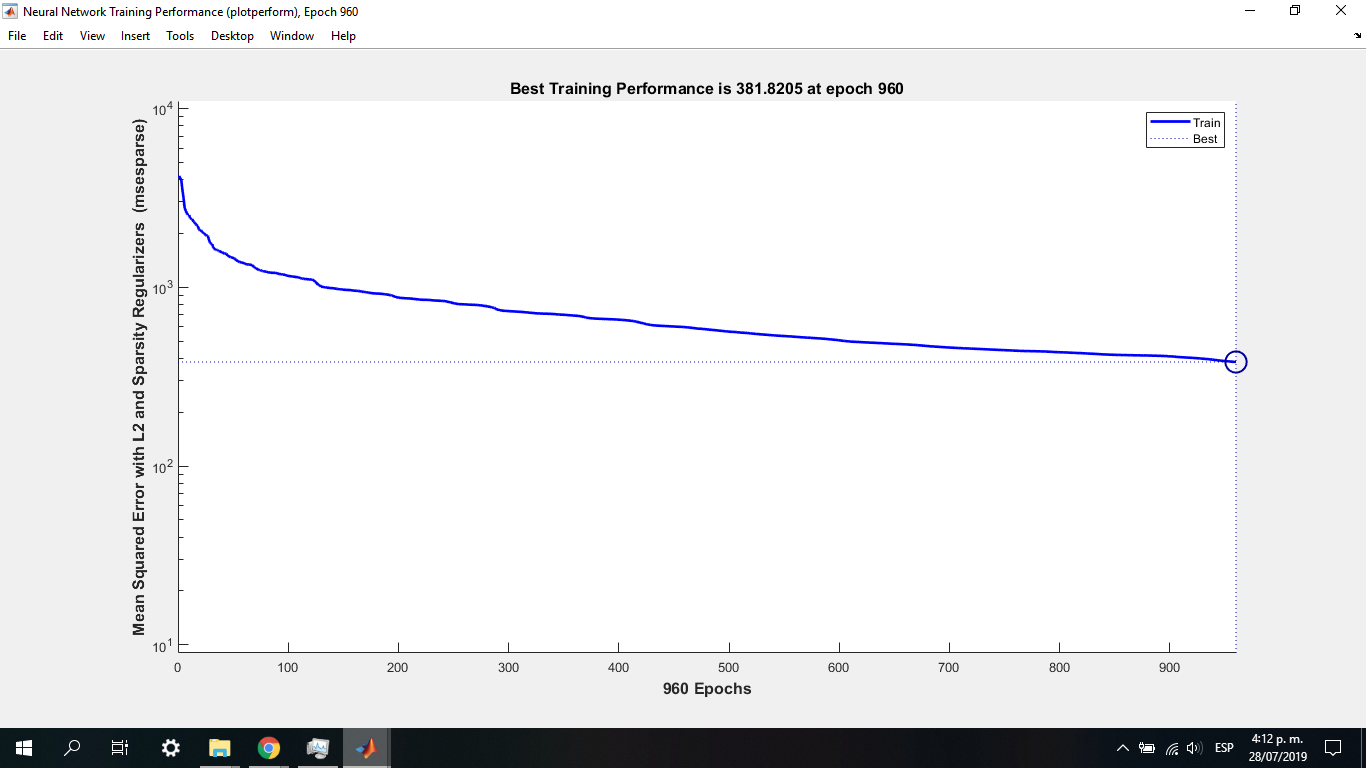 Neural Network Training Performance (plotperform), Epoch 960
File Edit View Insert Tools Desktop Window Help
Best Training Performance is 381.8205 at epoch 960
Mean Squared Error with L2 and Sparsity Regularizers (msesparse)
10^4
10^3
10^2
10^1
Train
Best
0 100 200 300 400 500 600 700 800 900
960 Epochs
ESP
4:12 p. m.
28/07/2019